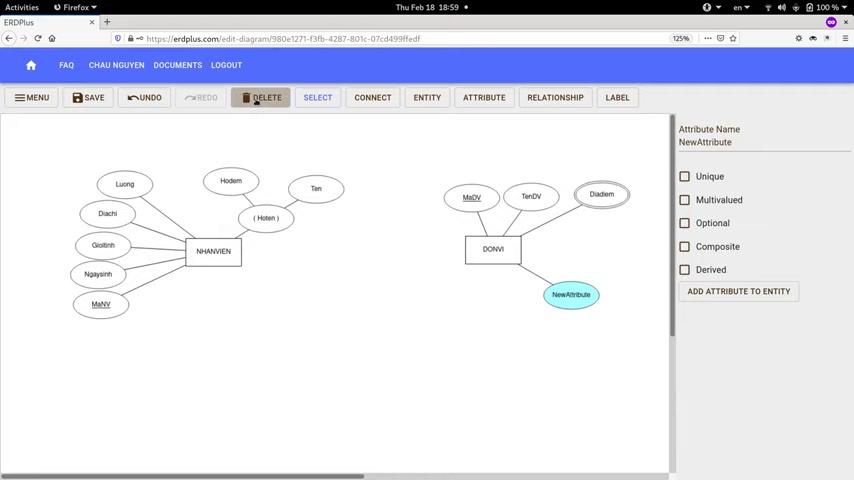 Activities Firefox Thu Feb 18 18:59 en 100 %
ERDPlus
https://erdplus.com/edit-diagram/980e1271-f3fb-4287-801c-07cd499ffedf 125%
FAQ CHAU NGUYEN DOCUMENTS LOGOUT
MENU SAVE UNDO REDO DELETE SELECT CONNECT ENTITY ATTRIBUTE RELATIONSHIP LABEL
Luong
Hodem
Ten
Diachi
( Hoten )
Gioitinh
NHANVIEN
Ngaysinh
MaNV
MaDV
TenDV
Diadiem
DONVI
NewAttribute
Attribute Name
NewAttribute
Unique
Multivalued
Optional
Composite
Derived
ADD ATTRIBUTE TO ENTITY